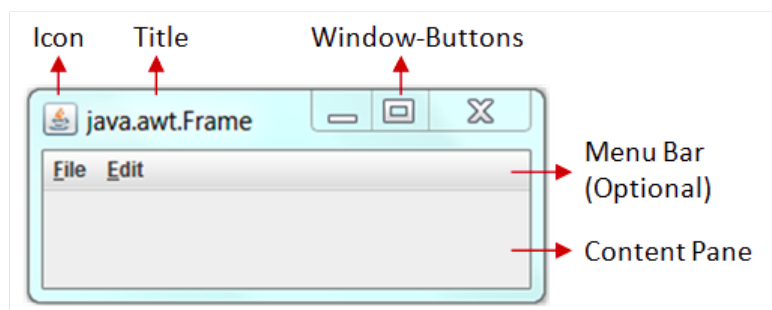 Icon Title Window-Buttons
java.awt.Frame
File Edit
Menu Bar
(Optional)
Content Pane